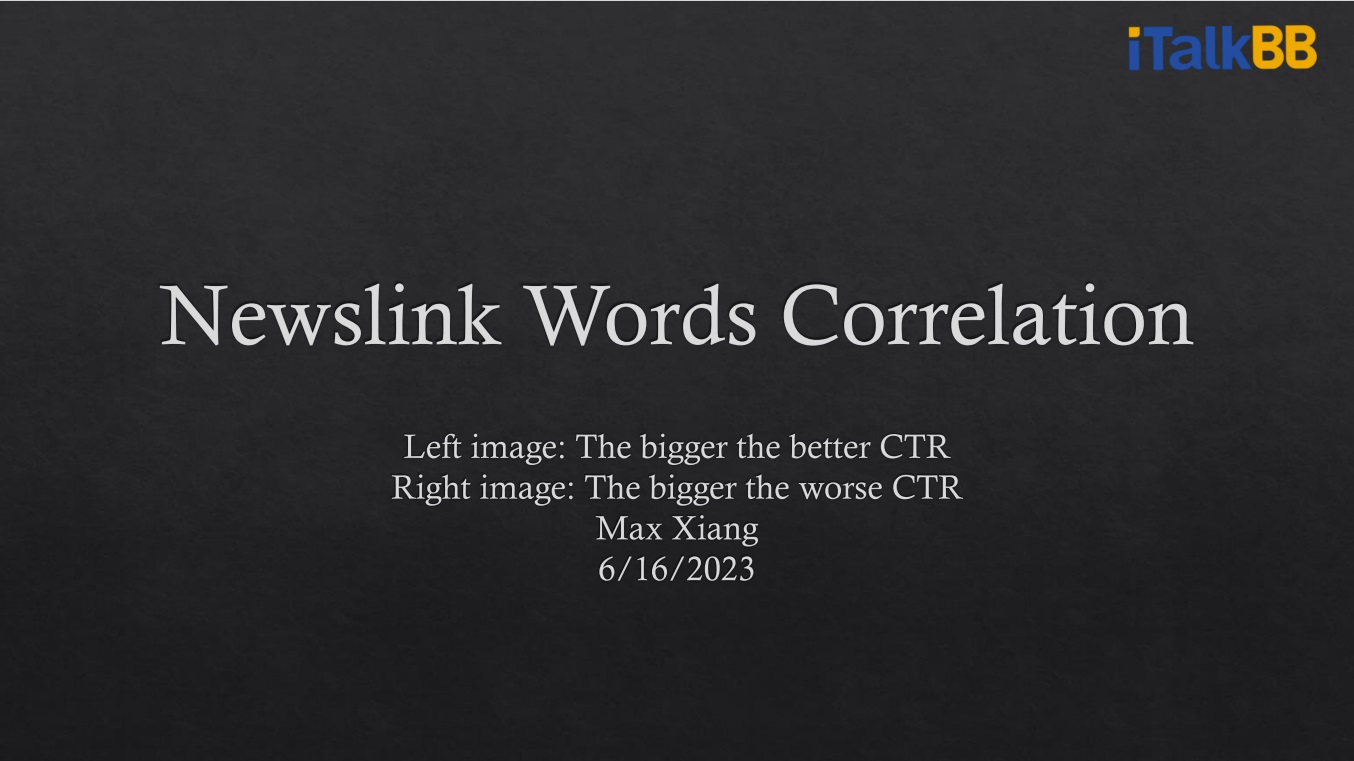 iTalkBB
Newslink Words Correlation
Left image: The bigger the better CTR
Right image: The bigger the worse CTR
Max Xiang
6/16/2023